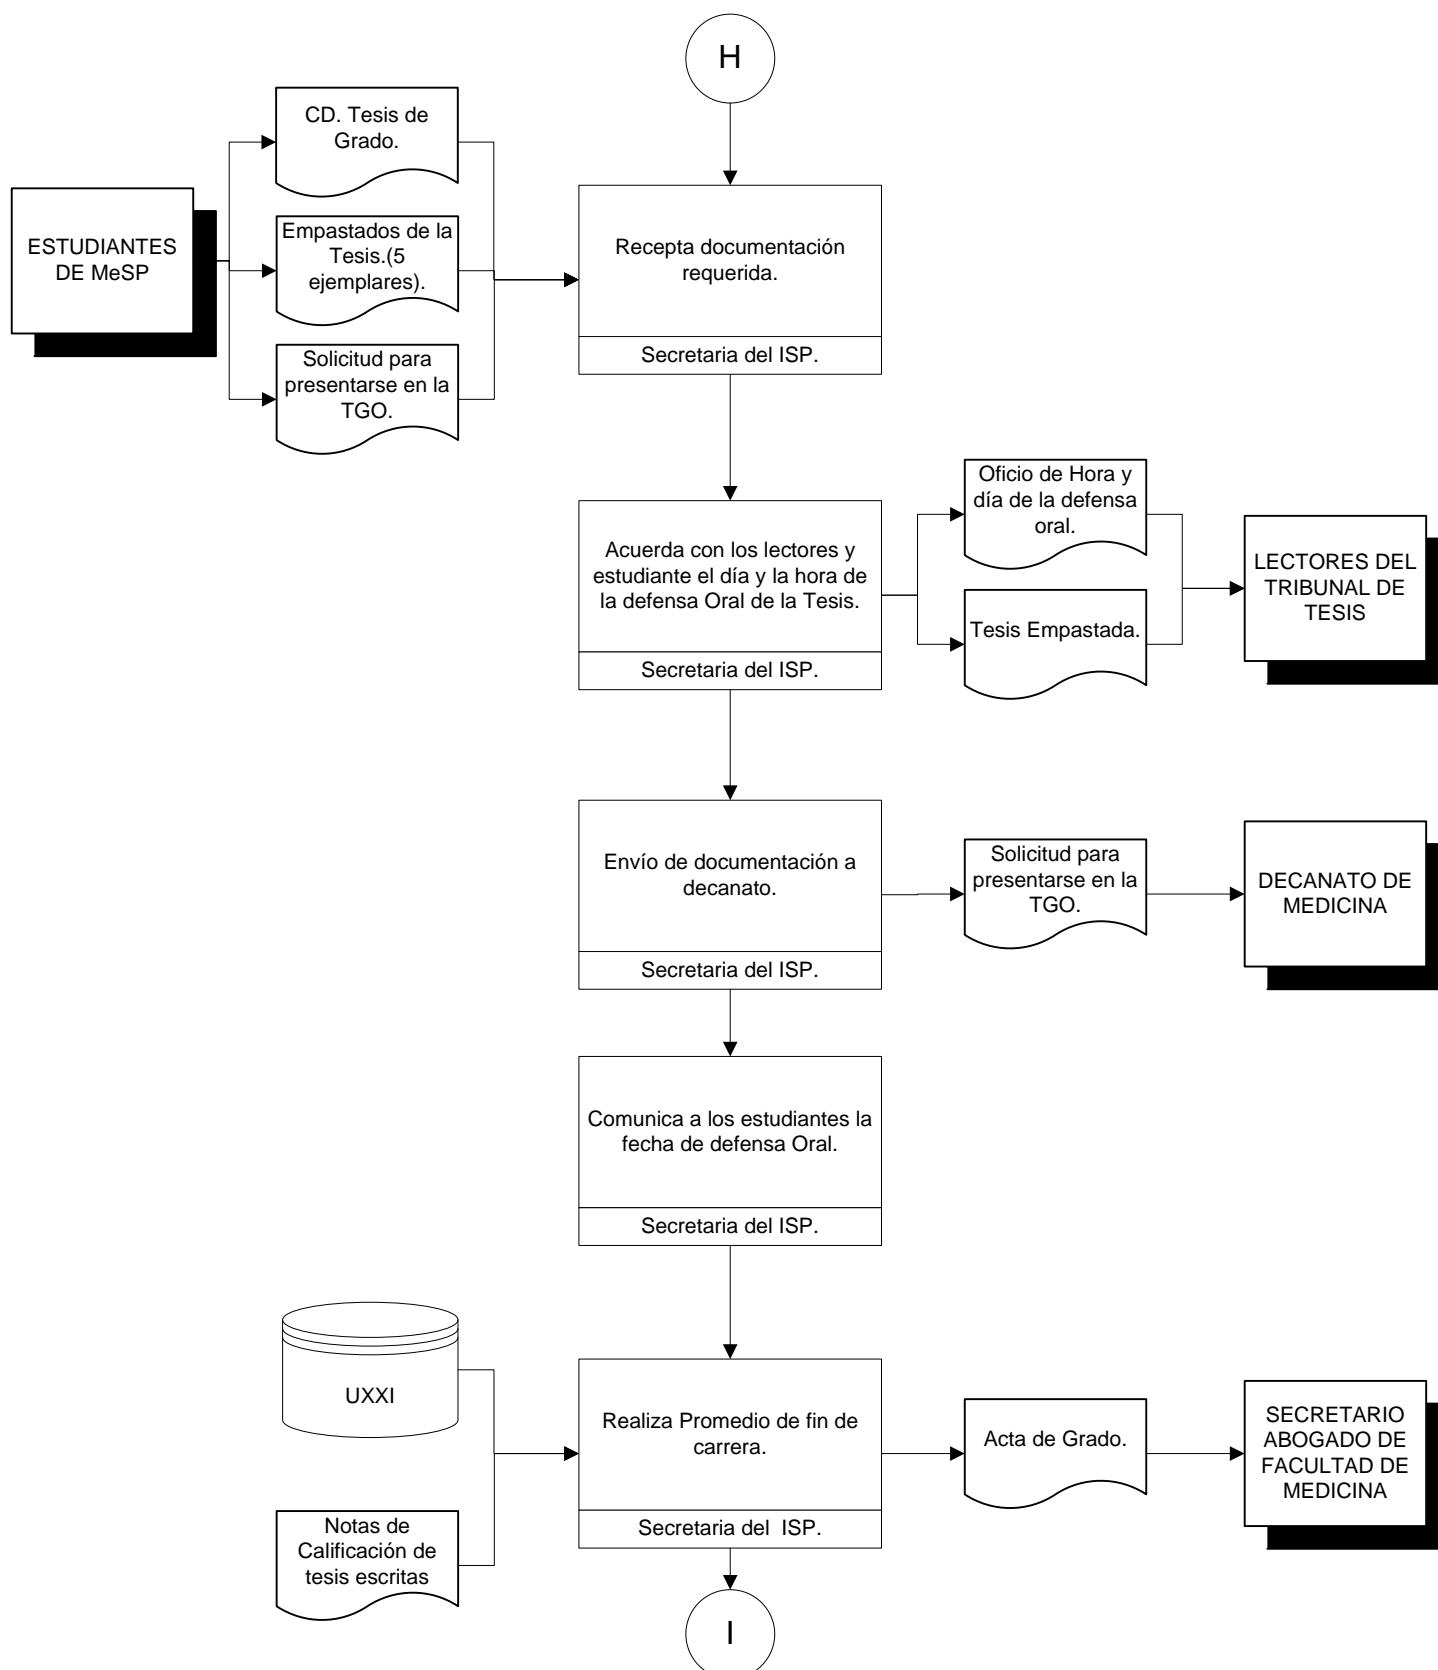 H
CD. Tesis de
Grado.
ESTUDIANTES
DE MeSP
Empastados de la
Tesis.(5
ejemplares).
Recepta documentación
requerida.
Solicitud para
presentarse en la
TGO.
Secretaria del ISP.
Oficio de Hora y
día de la defensa
oral.
Acuerda con los lectores y
estudiante el día y la hora de
la defensa Oral de la Tesis.
LECTORES DEL
TRIBUNAL DE
TESIS
Tesis Empastada.
Secretaria del ISP.
Envío de documentación a
decanato.
Solicitud para
presentarse en la
TGO.
DECANATO DE
MEDICINA
Secretaria del ISP.
Comunica a los estudiantes la
fecha de defensa Oral.
Secretaria del ISP.
UXXI
Realiza Promedio de fin de
carrera.
Acta de Grado.
SECRETARIO
ABOGADO DE
FACULTAD DE
MEDICINA
Notas de
Calificación de
tesis escritas
Secretaria del  ISP.
I